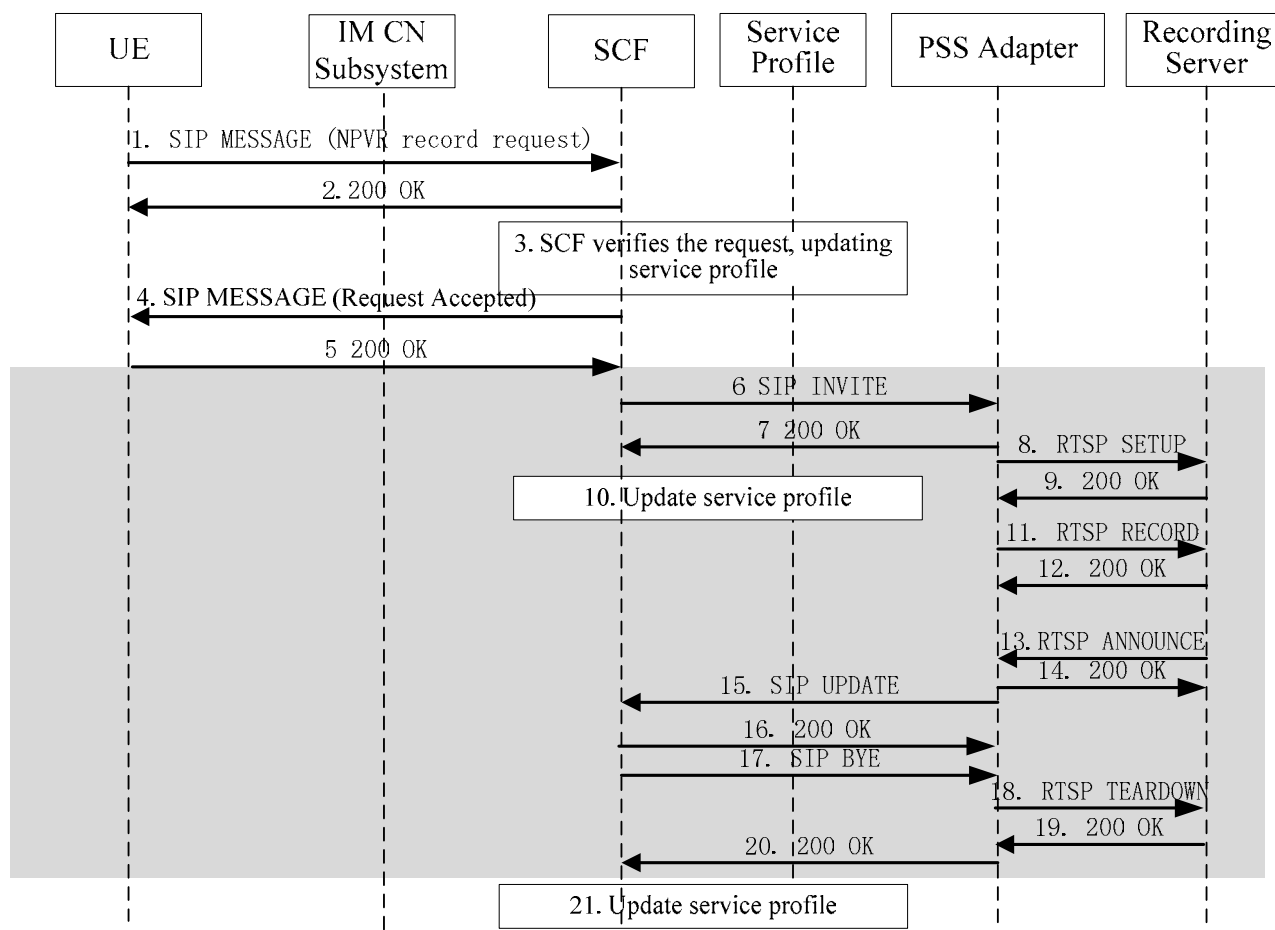 UE
IM CN
Subsystem
SCF
Service
Profile
PSS Adapter
Recording
Server
1. SIP MESSAGE (NPVR record request)
2. 200 OK
3. SCF verifies the request, updating
service profile
4. SIP MESSAGE (Request Accepted)
5 200 OK
6 SIP INVITE
7 200 OK
8. RTSP SETUP
9. 200 OK
10. Update service profile
11. RTSP RECORD
12. 200 OK
13. RTSP ANNOUNCE
14. 200 OK
15. SIP UPDATE
16. 200 OK
17. SIP BYE
18. RTSP TEARDOWN
19. 200 OK
20. 200 OK
21. Update service profile